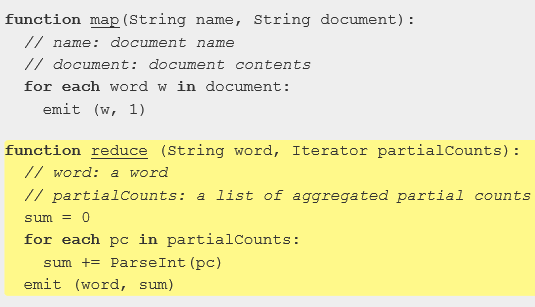 function map(String name, String document):
// name: document name
// document: document contents
for each word w in document:
emit (w, 1)
function reduce (String word, Iterator partialCounts):
// word: a word
// partialCounts: a list of aggregated partial counts
sum = 0
for each pc in partialCounts:
sum += ParseInt(pc)
emit (word, sum)